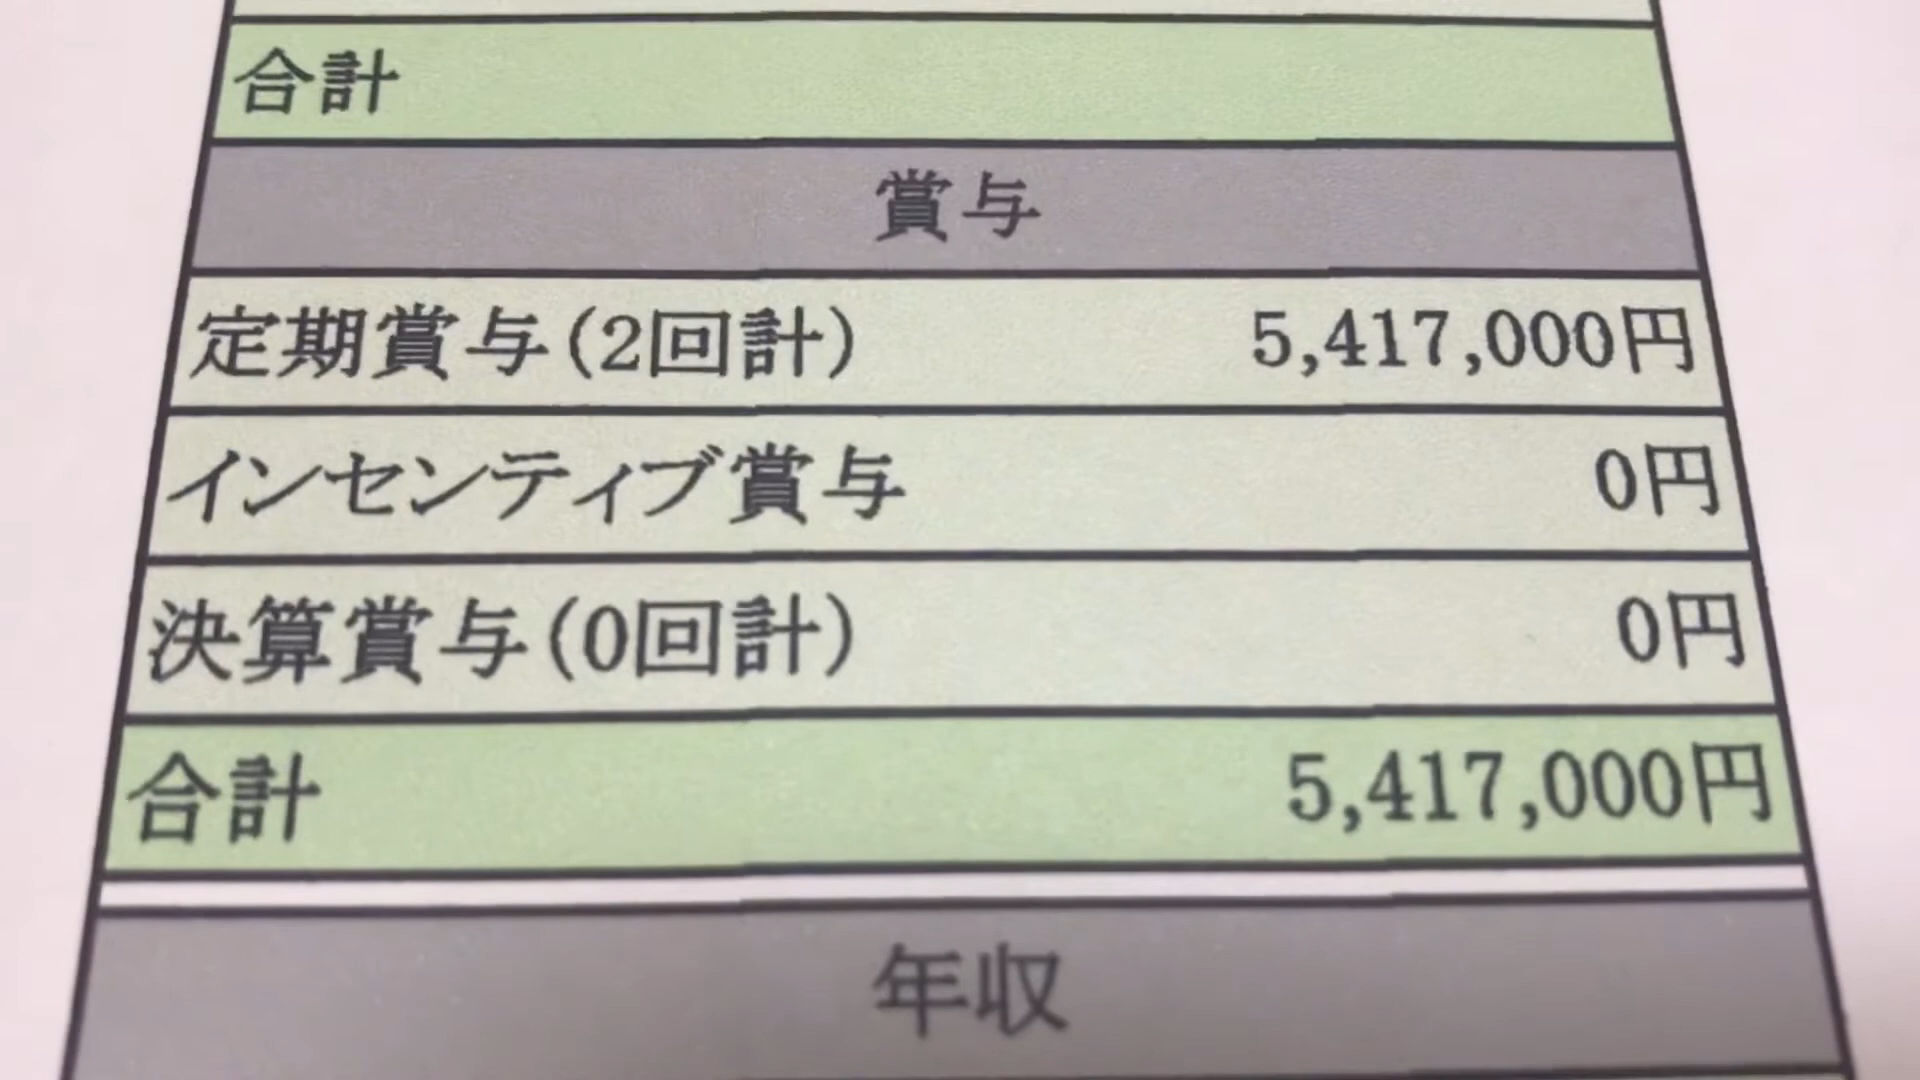 合計
賞与
定期賞与(2回計) 5,417,000円
インセンティブ賞与 0円
決算賞与(0回計) 0円
合計 5,417,000円
年収